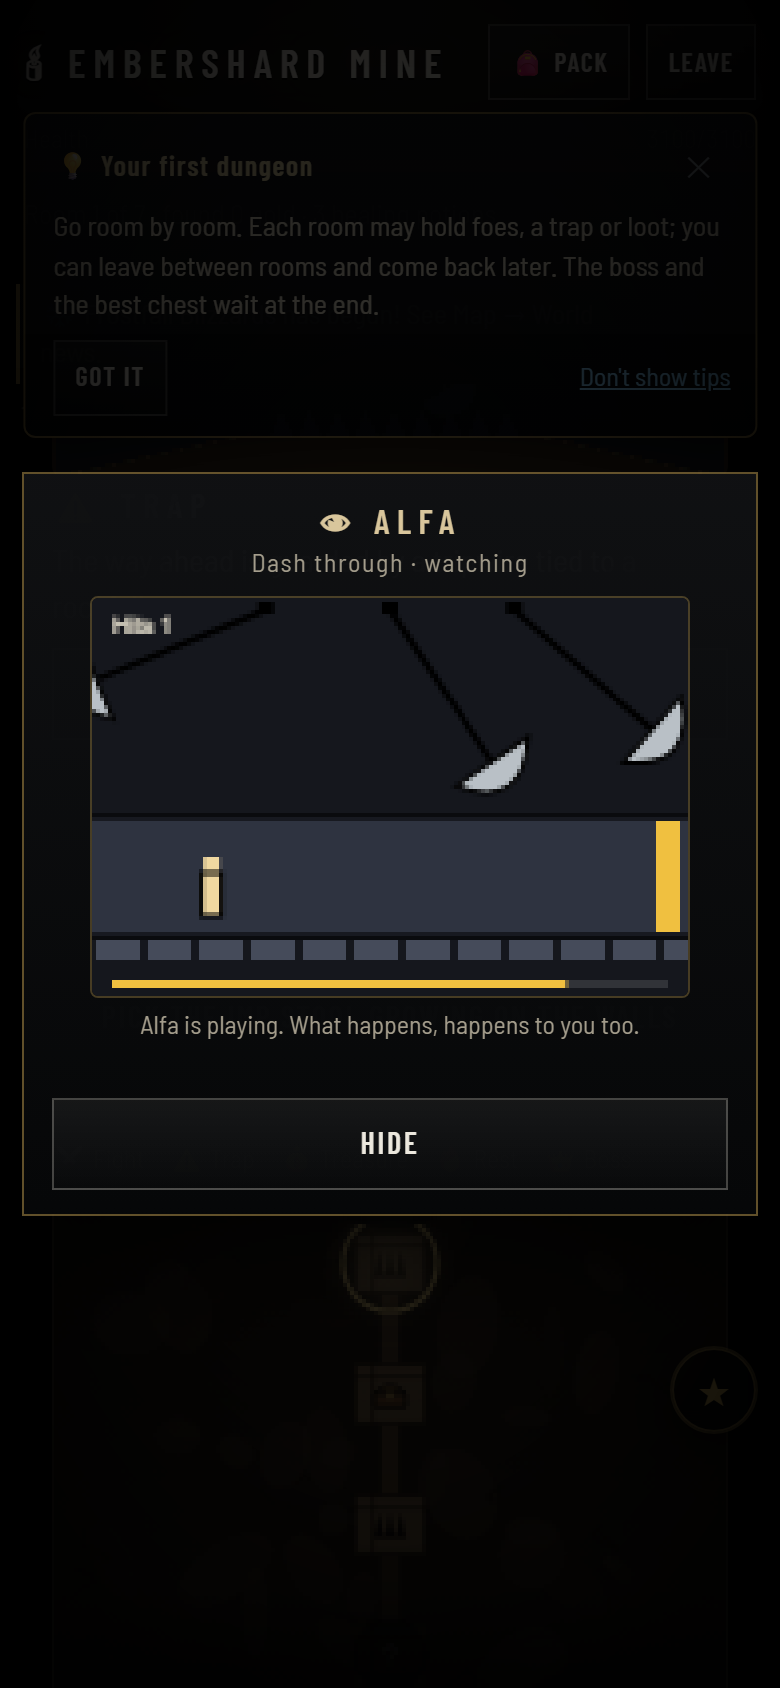 EMBERSHARD MINE
PACK
LEAVE
Your first dungeon
Go room by room. Each room may hold foes, a trap or loot; you
can leave between rooms and come back later. The boss and
the best chest wait at the end.
GOT IT
Don't show tips
ALFA
Dash through · watching
Hits 1
Alfa is playing. What happens, happens to you too.
HIDE